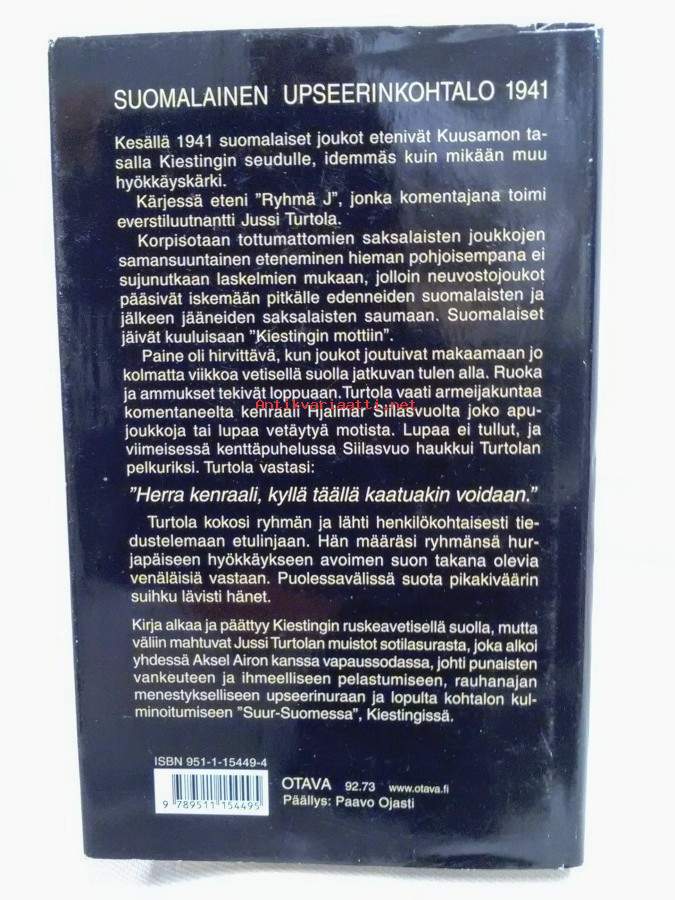 SUOMALAINEN UPSEERINKOHTALO 1941
Kesällä 1941 suomalaiset joukot etenivät Kuusamon ta-
salla Kiestingin seudulle, idemmäs kuin mikään muu
hyökkäyskärki.
Kärjessä eteni "Ryhmä J", jonka komentajana toimi
everstiluutnantti Jussi Turtola.
Korpisotaan tottumattomien saksalaisten joukkojen
samansuuntainen eteneminen hieman pohjoisempana ei
sujunutkaan laskelmien mukaan, jolloin neuvostojoukot
pääsivät iskemään pitkälle edenneiden suomalaisten ja
jälkeen jääneiden saksalaisten saumaan. Suomalaiset
jäivät kuuluisaan "Kiestingin mottiin".
Paine oli hirvittävä, kun joukot joutuivat makaamaan jo
kolmatta viikkoa vetisellä suolla jatkuvan tulen alla. Ruoka
ja ammukset tekivät loppuaan. Turtola vaati armeijakuntaa
Antikvariaatti.net
komentaneelta kenraali Hjalmar Siilasvuolta joko apu-
joukkoja tai lupaa vetäytyä motista. Lupaa ei tullut, ja
viimeisessä kenttäpuhelussa Siilasvuo haukkui Turtolan
pelkuriksi. Turtola vastasi:
"Herra kenraali, kyllä täällä kaatuakin voidaan."
Turtola kokosi ryhmän ja lähti henkilökohtaisesti tie-
dustelemaan etulinjaan. Hän määräsi ryhmänsä hur-
japäiseen hyökkäykseen avoimen suon takana olevia
venäläisiä vastaan. Puolessavälissä suota pikakiväärin
suihku lävisti hänet.
Kirja alkaa ja päättyy Kiestingin ruskeavetisellä suolla, mutta
väliin mahtuvat Jussi Turtolan muistot sotilasurasta, joka alkoi
yhdessä Aksel Airon kanssa vapaussodassa, johti punaisten
vankeuteen ja ihmeelliseen pelastumiseen, rauhanajan
menestykselliseen upseerinuraan ja lopulta kohtalon kul-
minoitumiseen "Suur-Suomessa", Kiestingissä.
ISBN 951-1-15449-4
9 789511 154495
OTAVA 92.73 www.otava.fi
Päällys: Paavo Ojasti